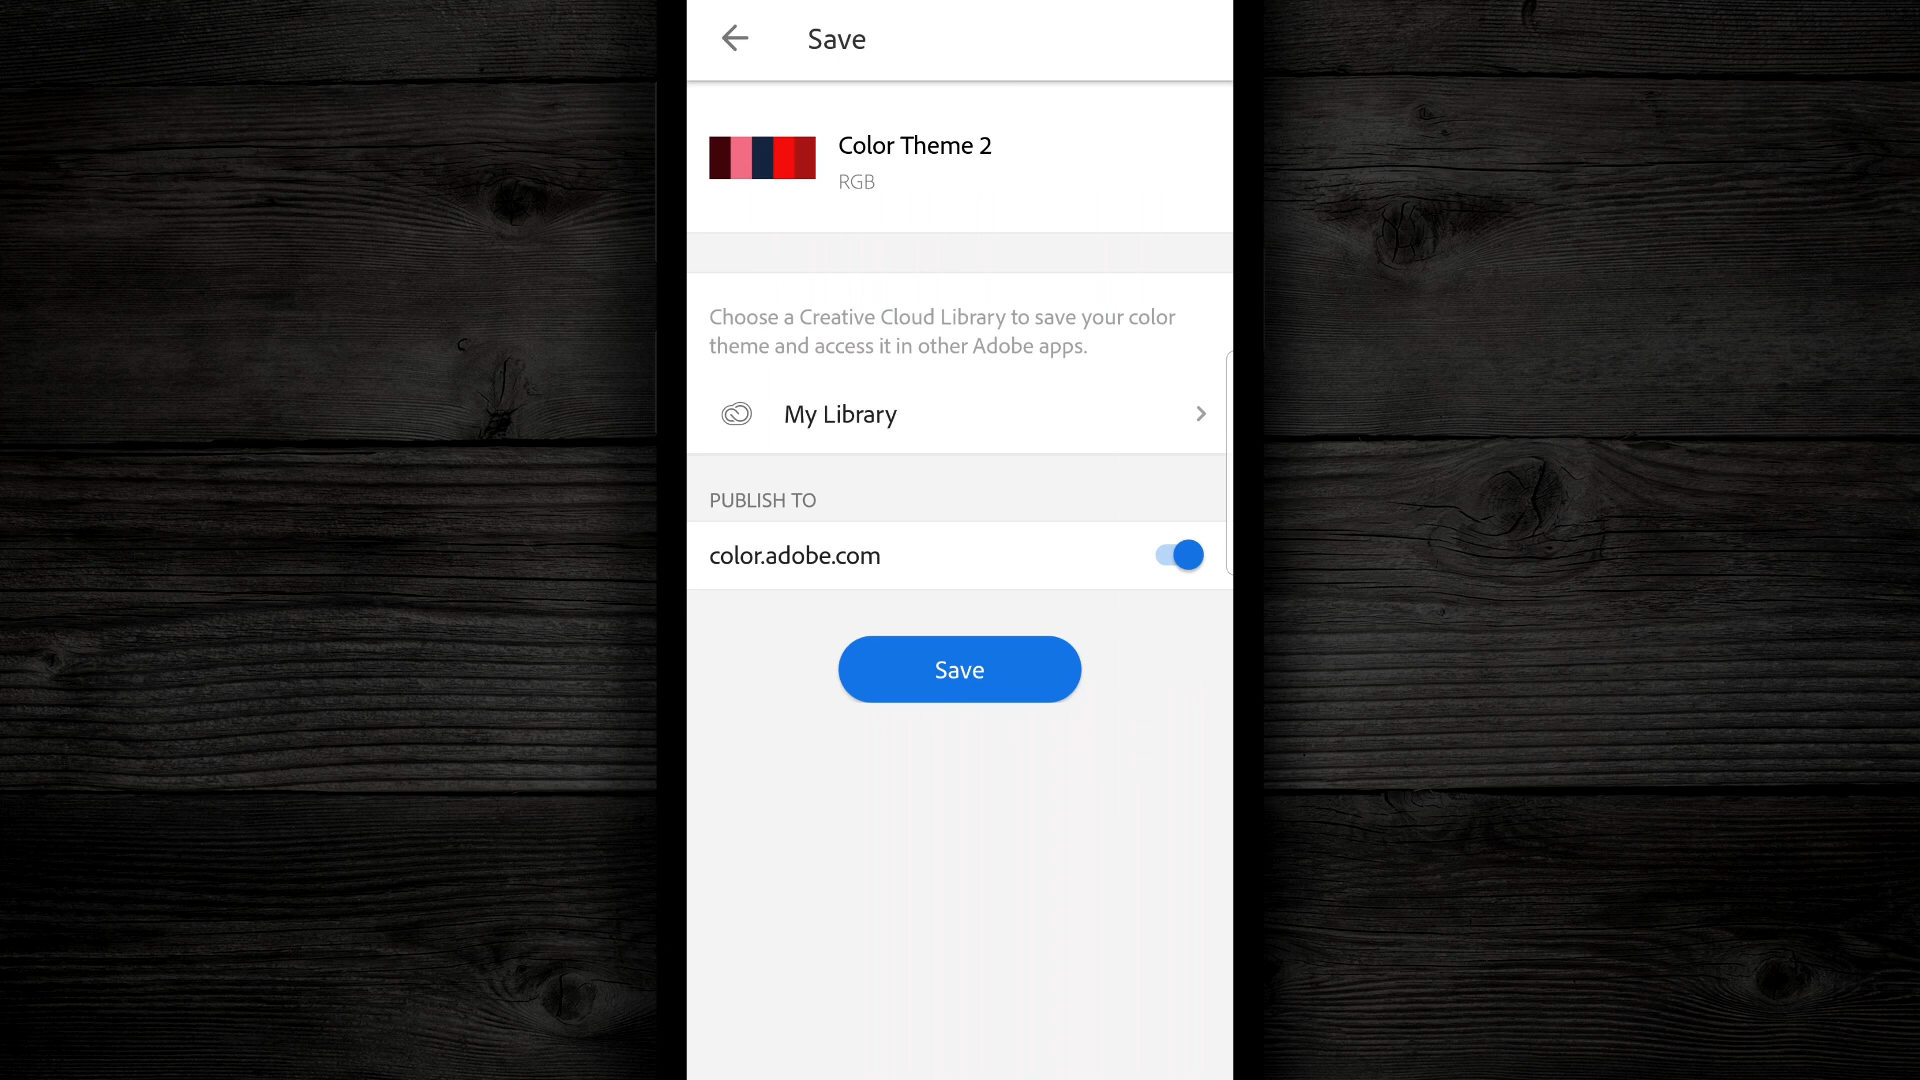 Save
Color Theme 2
RGB
Choose a Creative Cloud Library to save your color
theme and access it in other Adobe apps.
My Library
PUBLISH TO
color.adobe.com
Save